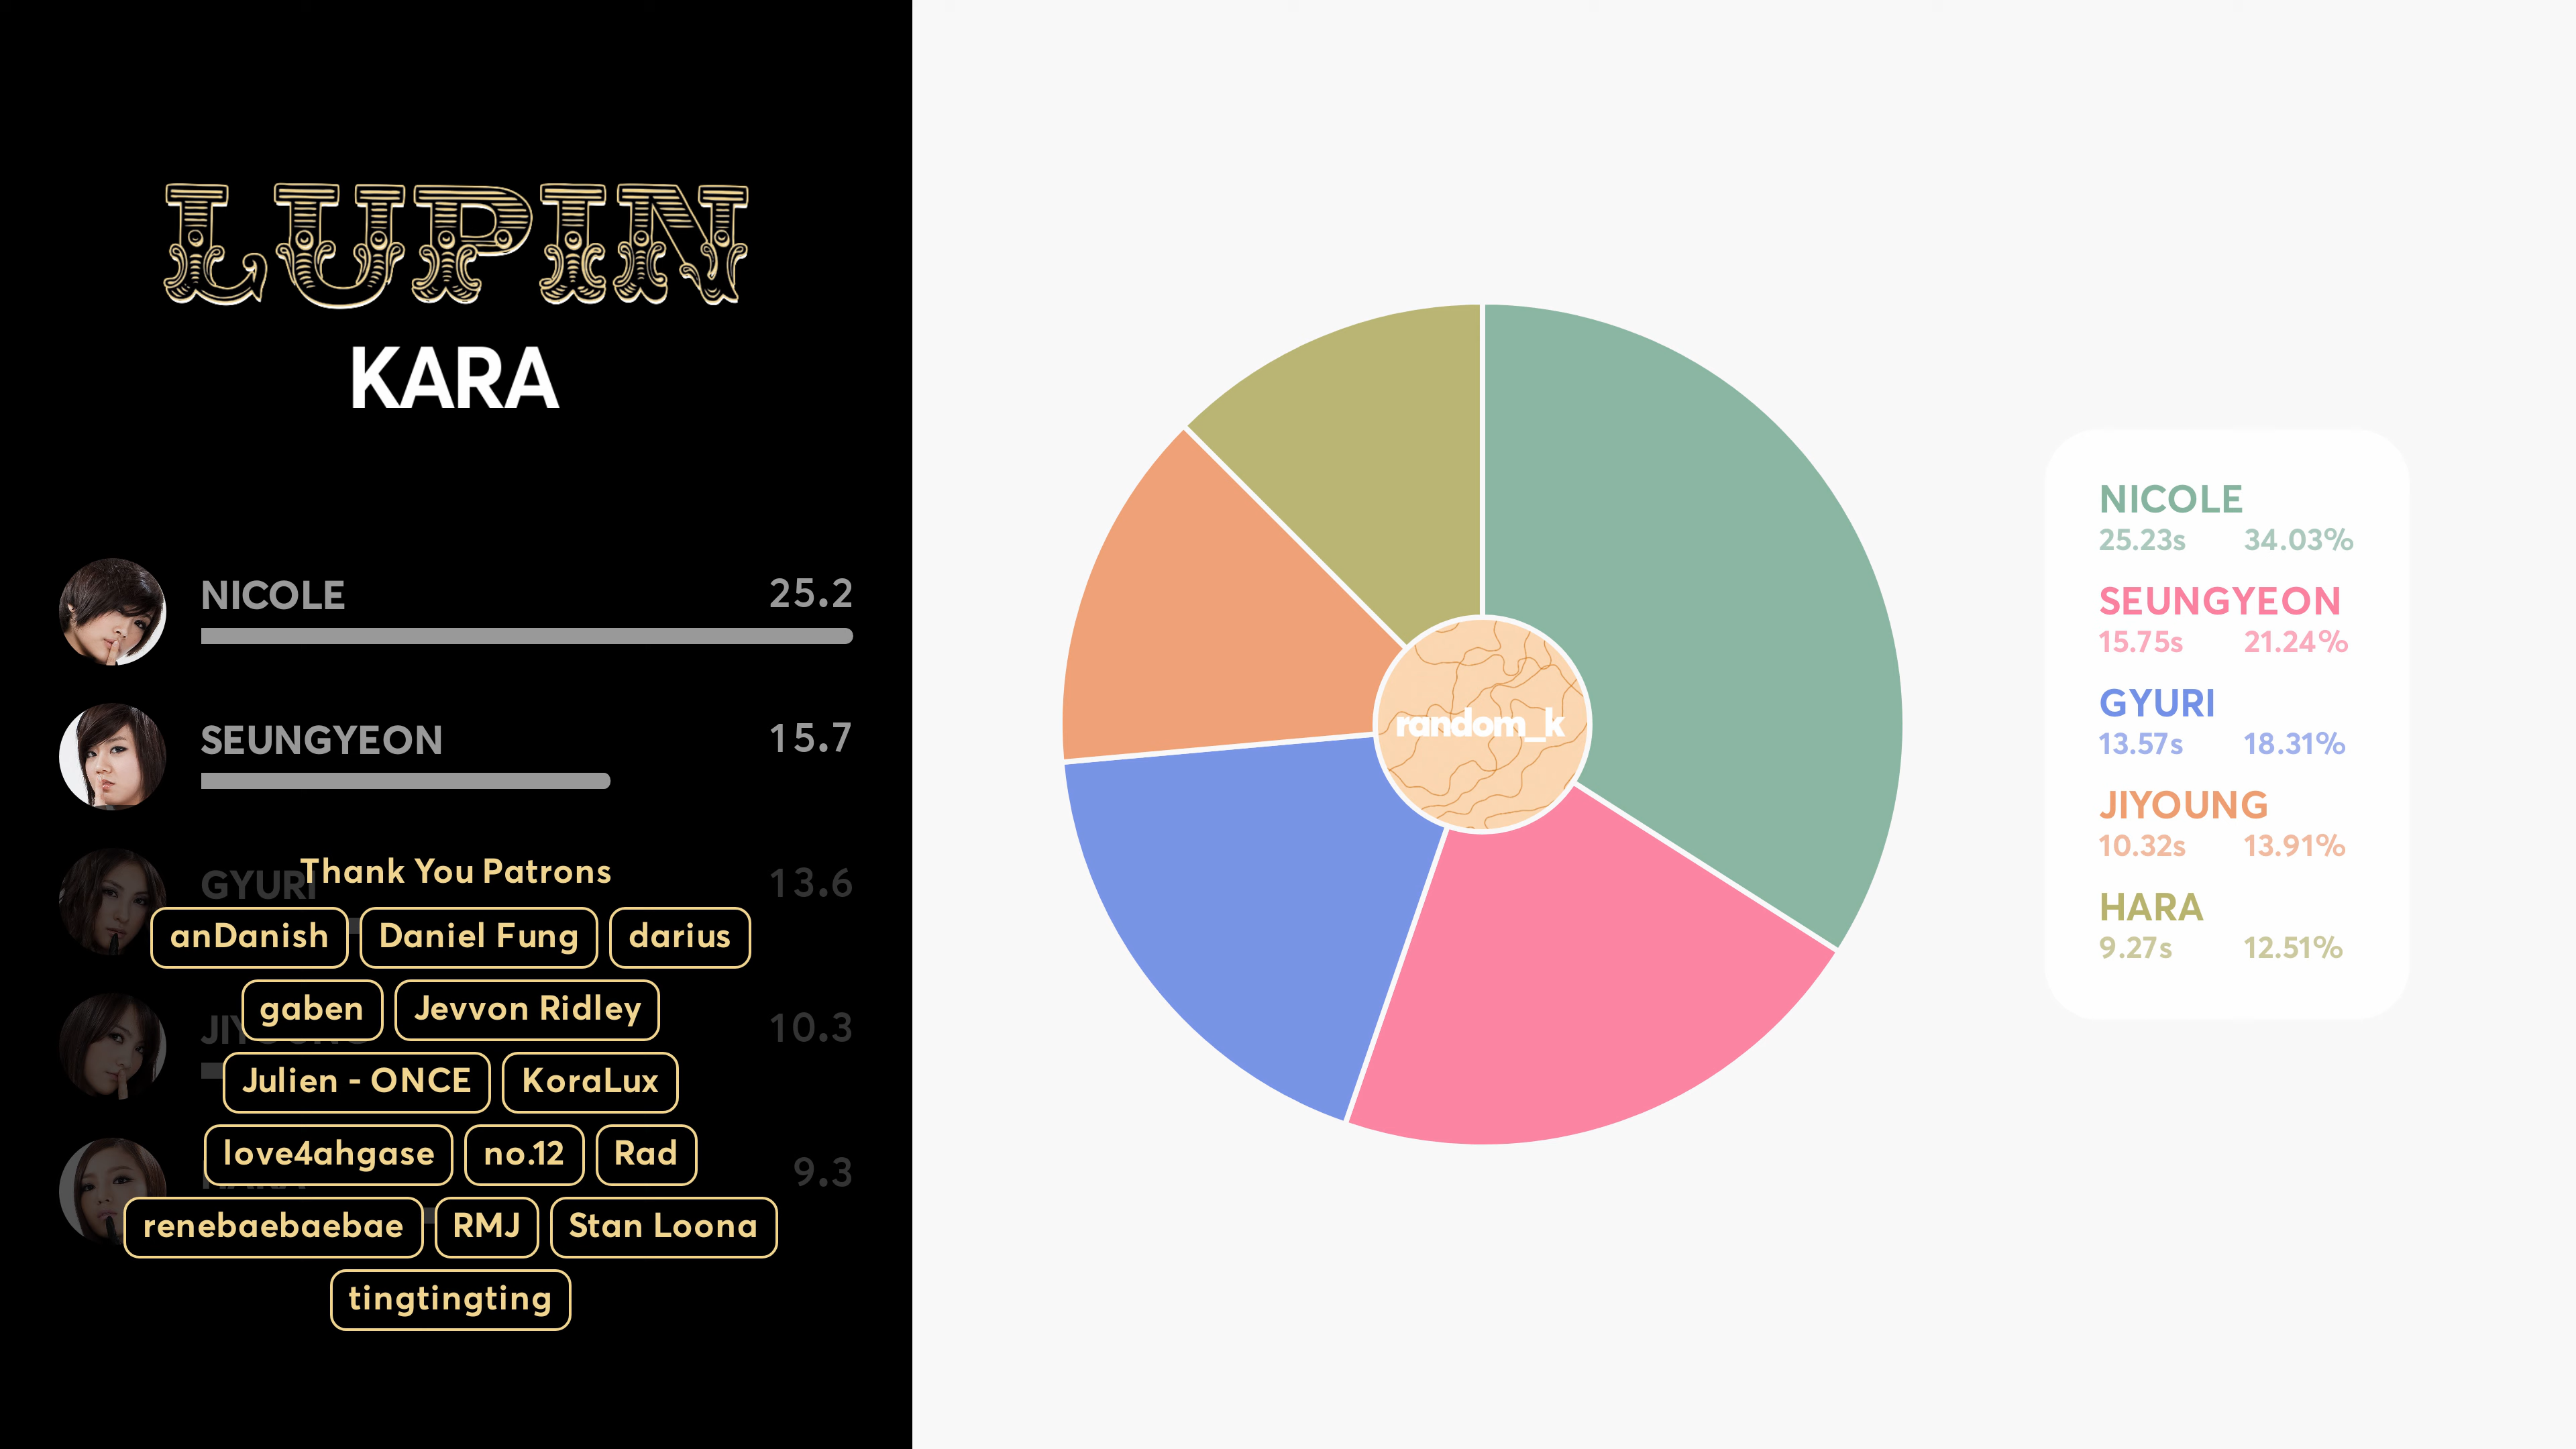 LUPIN
KARA
NICOLE 25.2
SEUNGYEON 15.7
GYURI 13.6
Thank You Patrons
anDanish Daniel Fung darius
gaben Jevvon Ridley
10.3
Julien - ONCE KoraLux
love4ahgase no.12 Rad
9.3
renebaebaebae RMJ Stan Loona
tingtingting
random_k
NICOLE
25.23s 34.03%
SEUNGYEON
15.75s 21.24%
GYURI
13.57s 18.31%
JIYOUNG
10.32s 13.91%
HARA
9.27s 12.51%